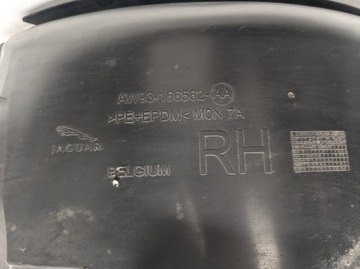 AW93-166562-AA
>PE+EPDM< MON 7A
JAGUAR
BELGIUM
RH